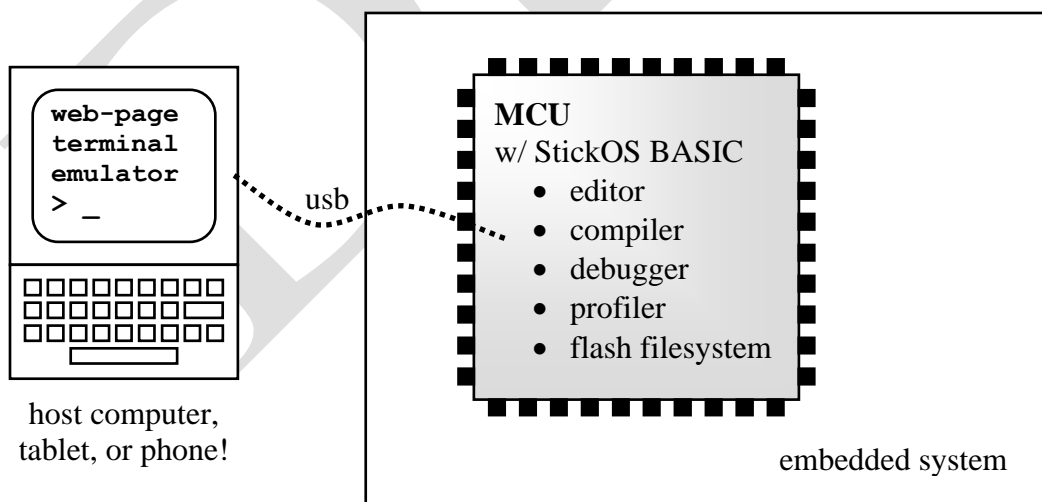 web-page
terminal
emulator
> _
host computer,
tablet, or phone!
usb
MCU
w/ StickOS BASIC
• editor
• compiler
• debugger
• profiler
• flash filesystem
embedded system